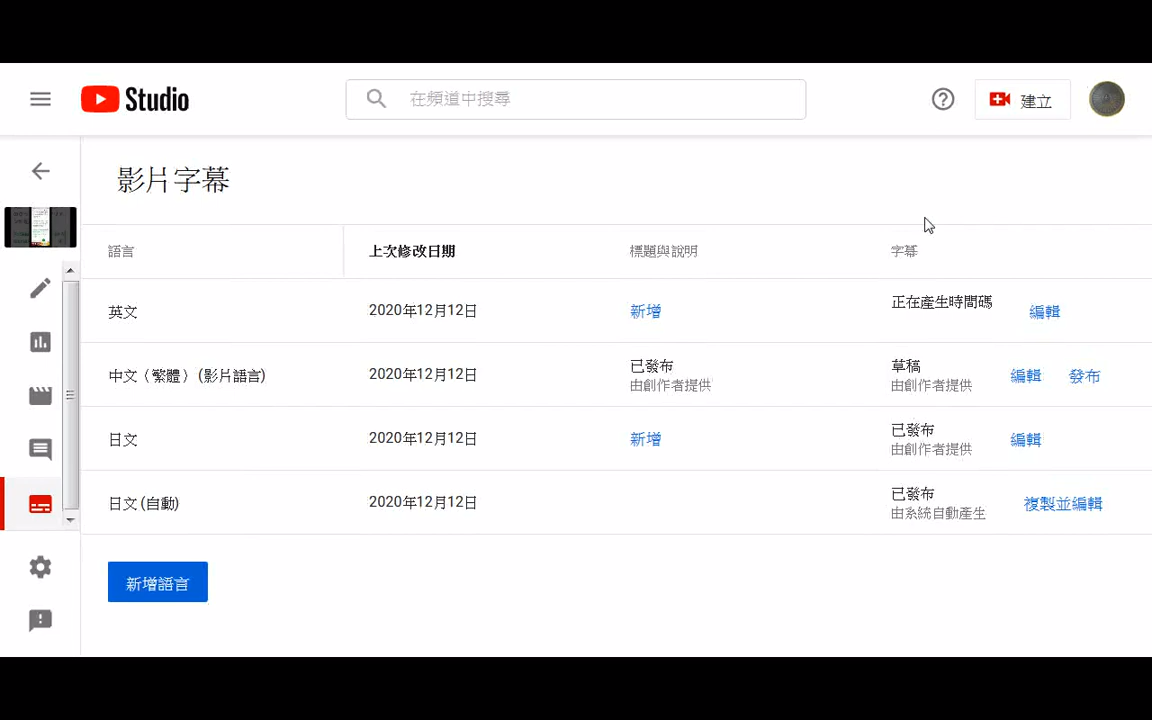 Studio
在頻道中搜尋
建立
影片字幕
語言 上次修改日期 標題與說明 字幕
英文 2020年12月12日 新增 正在產生時間碼 編輯
中文（繁體） (影片語言) 2020年12月12日 已發布 草稿 編輯 發布
由創作者提供 由創作者提供
日文 2020年12月12日 新增 已發布 編輯
由創作者提供
日文 (自動) 2020年12月12日 已發布 複製並編輯
由系統自動產生
新增語言